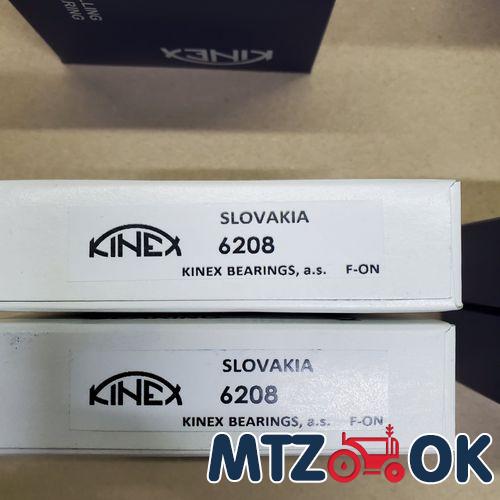 KINEX
SLOVAKIA
KINEX
6208
KINEX BEARINGS, a.s. F-ON
SLOVAKIA
KINEX
6208
KINEX BEARINGS, a.s. F-ON
MTZ OK